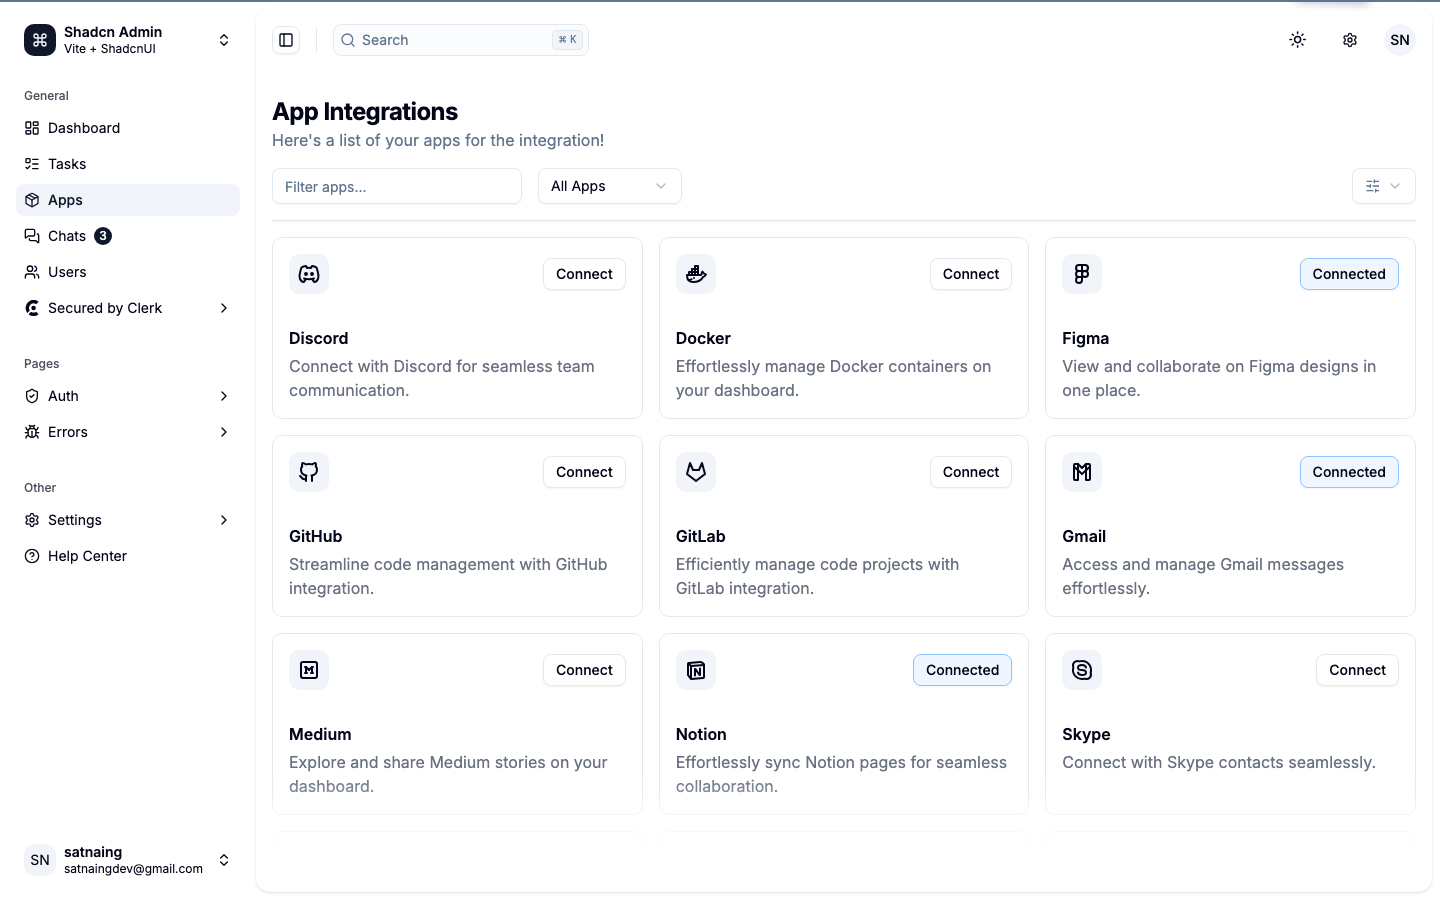 Shadcn Admin
Vite + ShadcnUI
General
Dashboard
Tasks
Apps
Chats 3
Users
Secured by Clerk
Pages
Auth
Errors
Other
Settings
Help Center
SN
satnaing
satnaingdev@gmail.com
Search ⌘ K
SN
App Integrations
Here's a list of your apps for the integration!
Filter apps...
All Apps
Connect
Discord
Connect with Discord for seamless team
communication.
Connect
Docker
Effortlessly manage Docker containers on
your dashboard.
Connected
Figma
View and collaborate on Figma designs in
one place.
Connect
GitHub
Streamline code management with GitHub
integration.
Connect
GitLab
Efficiently manage code projects with
GitLab integration.
Connected
Gmail
Access and manage Gmail messages
effortlessly.
Connect
Medium
Explore and share Medium stories on your
dashboard.
Connected
Notion
Effortlessly sync Notion pages for seamless
collaboration.
Connect
Skype
Connect with Skype contacts seamlessly.